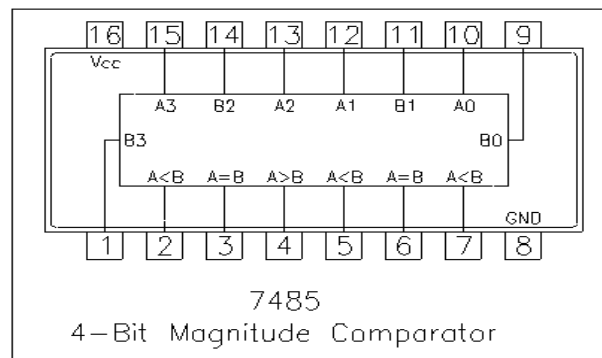 16 15 14 13 12 11 10 9
Vcc
A3 B2 A2 A1 B1 A0
B3 B0
A<B A=B A>B A<B A=B A<B
GND
1 2 3 4 5 6 7 8
7485
4-Bit Magnitude Comparator